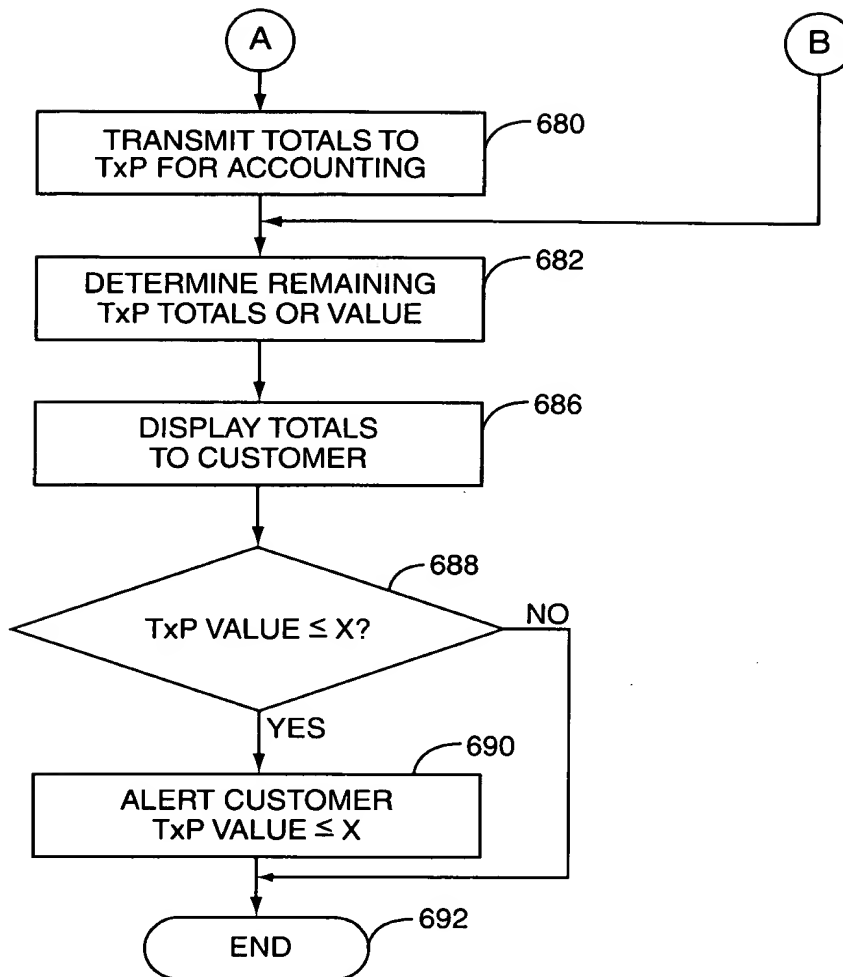 A
B
TRANSMIT TOTALS TO
TxP FOR ACCOUNTING
680
DETERMINE REMAINING
TxP TOTALS OR VALUE
682
DISPLAY TOTALS
TO CUSTOMER
686
688
TxP VALUE ≤ X?
NO
YES
690
ALERT CUSTOMER
TxP VALUE ≤ X
END
692